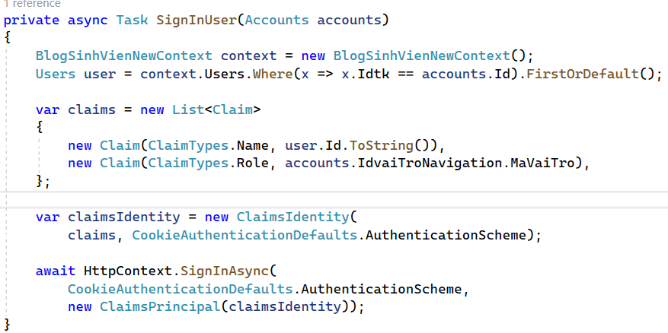 1 reference
private async Task SignInUser(Accounts accounts)
{
    BlogSinhVienNewContext context = new BlogSinhVienNewContext();
    Users user = context.Users.Where(x => x.Idtk == accounts.Id).FirstOrDefault();

    var claims = new List<Claim>
    {
        new Claim(ClaimTypes.Name, user.Id.ToString()),
        new Claim(ClaimTypes.Role, accounts.IdvaiTroNavigation.MaVaiTro),
    };

    var claimsIdentity = new ClaimsIdentity(
        claims, CookieAuthenticationDefaults.AuthenticationScheme);

    await HttpContext.SignInAsync(
        CookieAuthenticationDefaults.AuthenticationScheme,
        new ClaimsPrincipal(claimsIdentity));
}